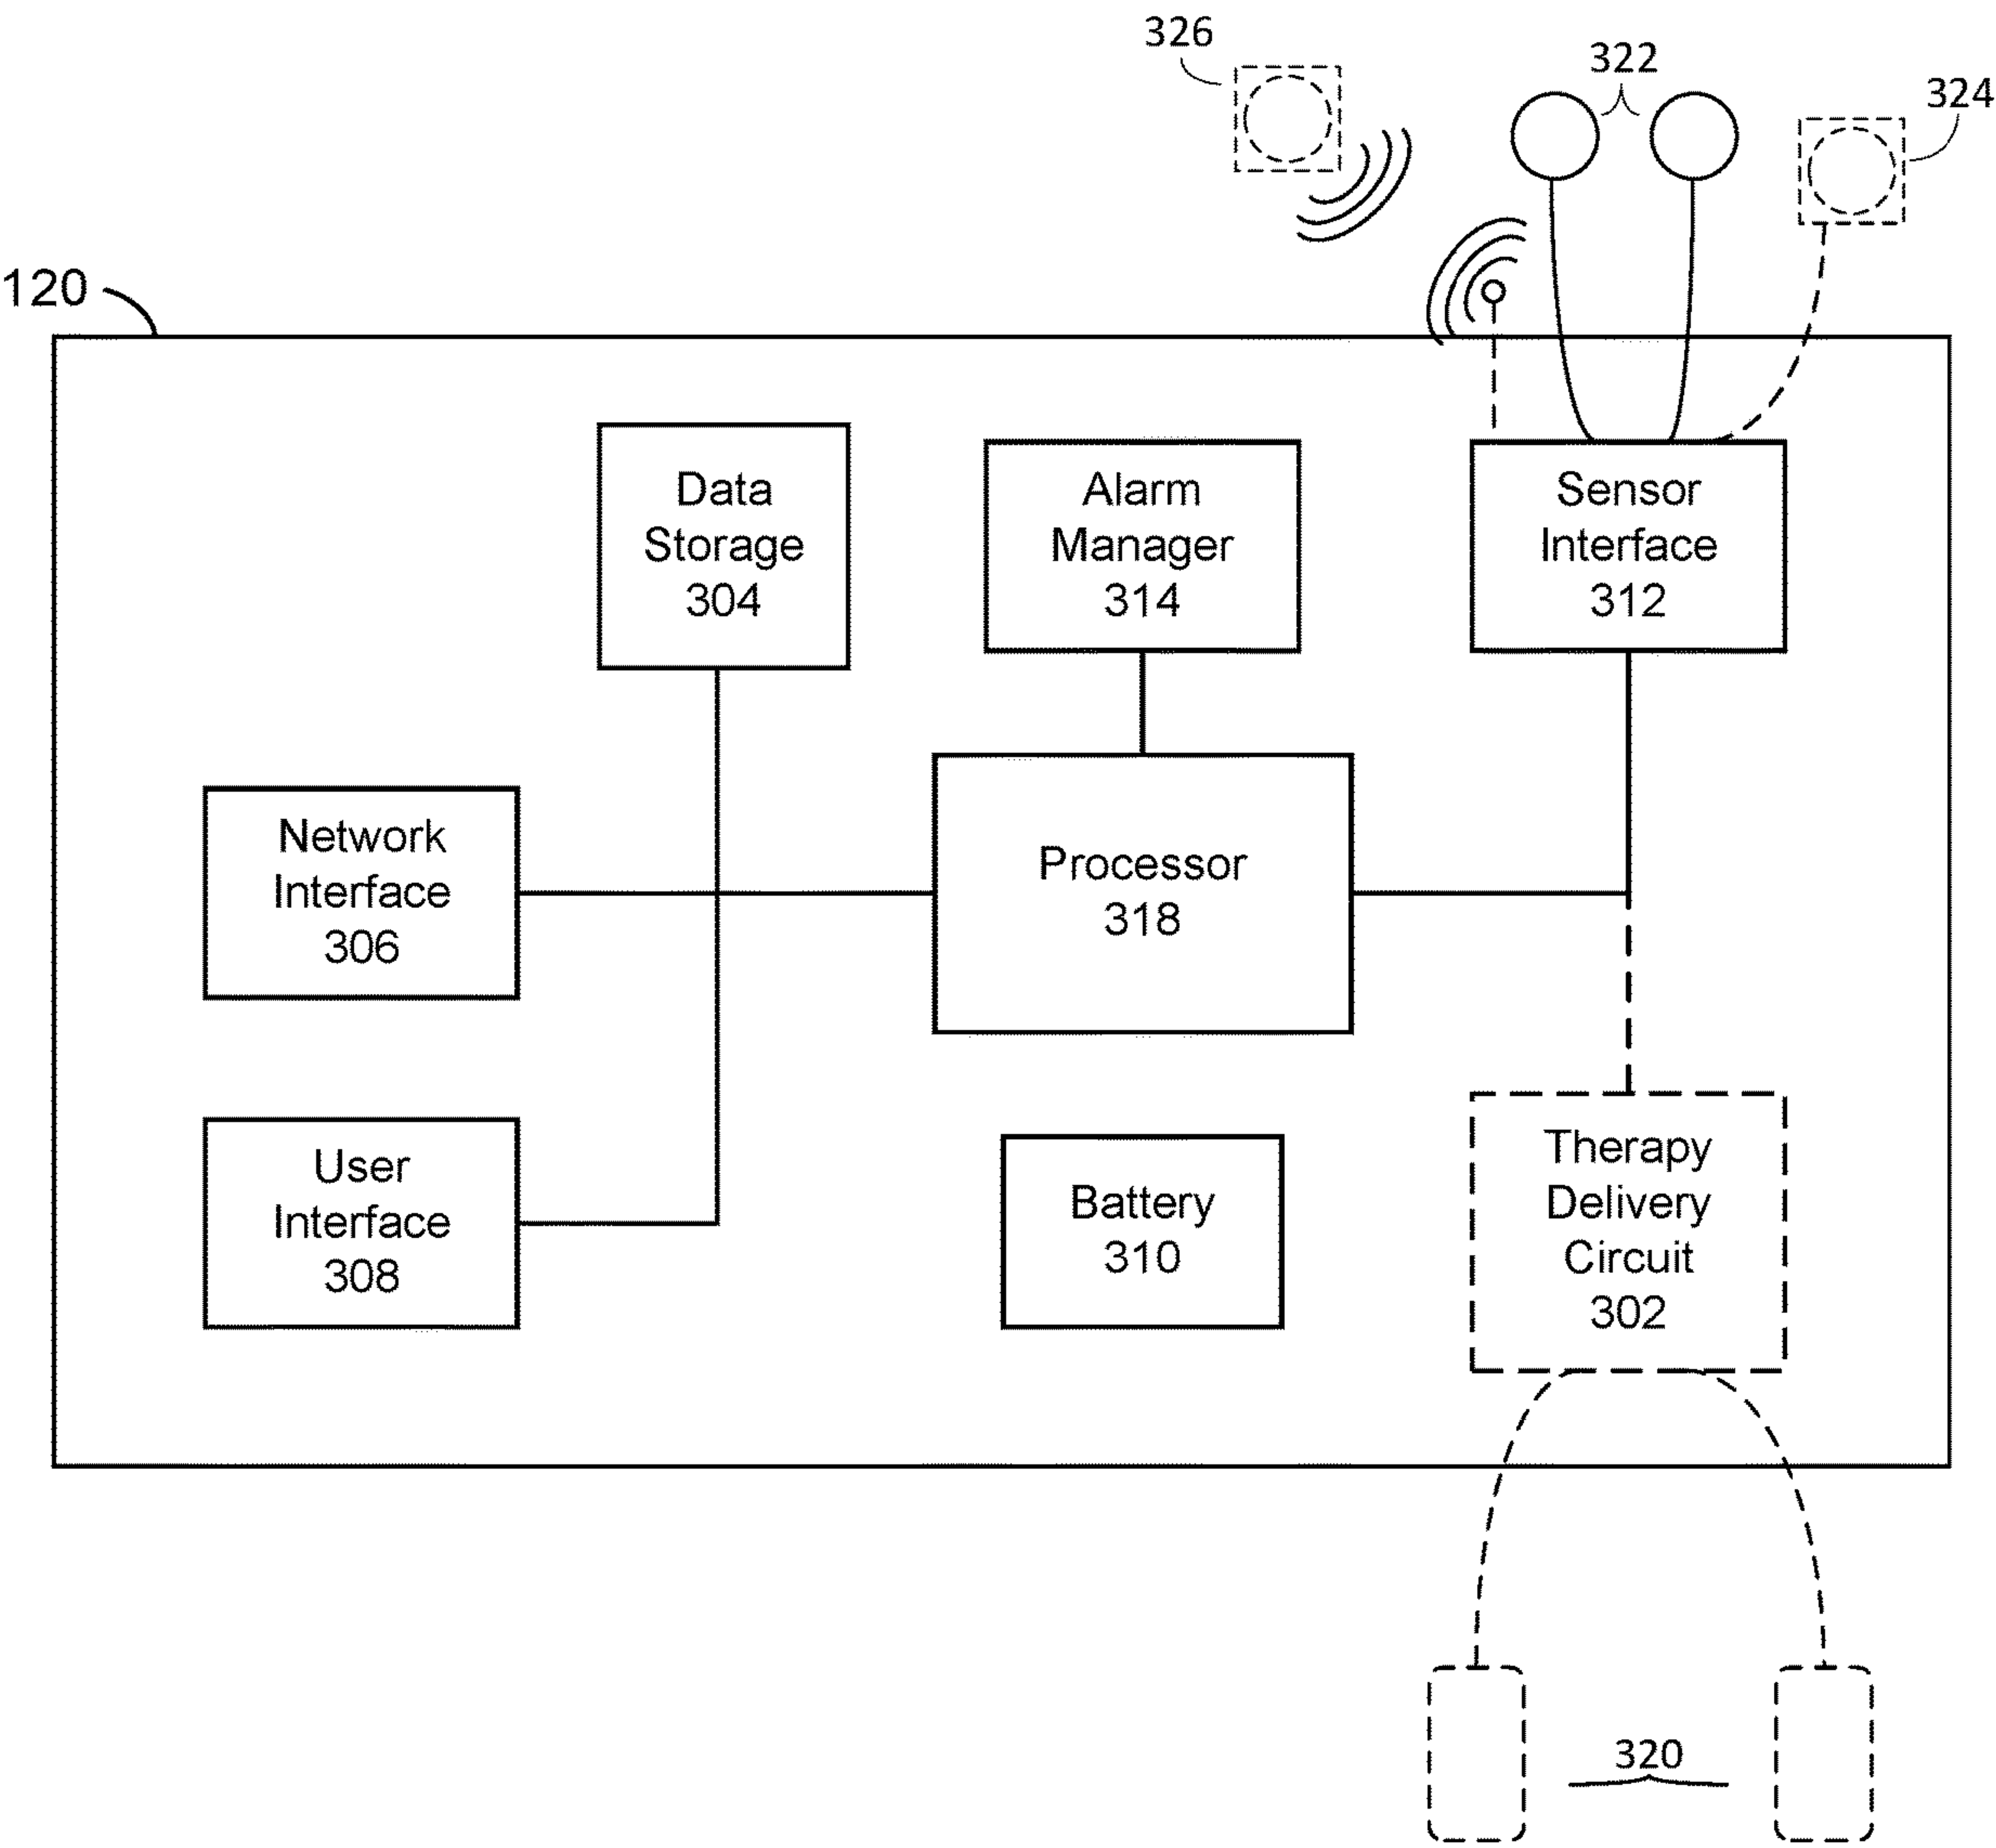 326
322
324
120
Data
Storage
304
Alarm
Manager
314
Sensor
Interface
312
Network
Interface
306
Processor
318
User
Interface
308
Battery
310
Therapy
Delivery
Circuit
302
320